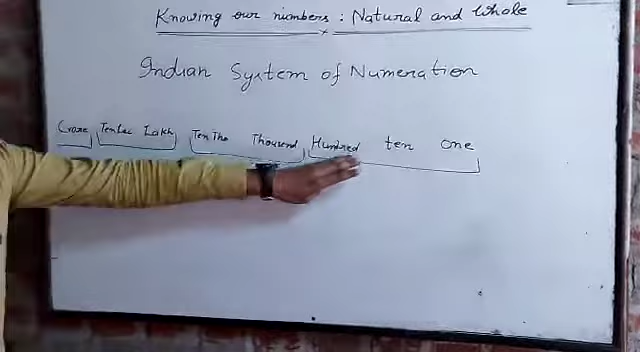 Knowing our numbers : Natural and Whole
Indian System of Numeration
Crore Ten Lac Lakh Ten Tho Thousend Hundred ten One